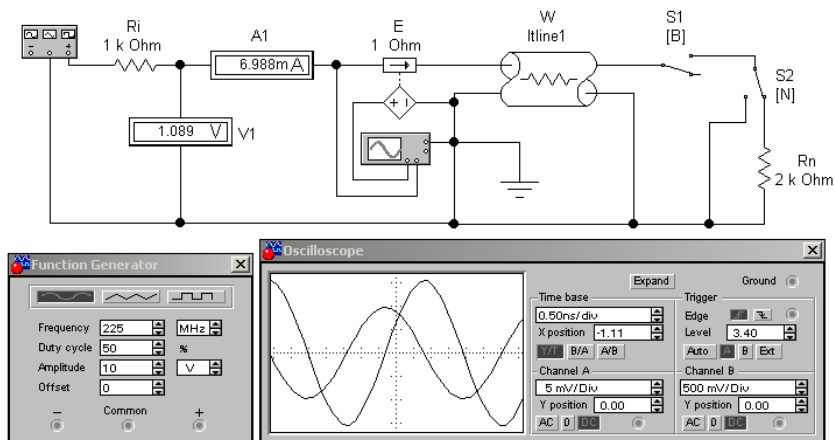 Ri
1 k Ohm
A1
6.988m A
E
1 Ohm
W
ltline1
S1
[B]
S2
[N]
1.089 V
V1
Rn
2 k Ohm
Function Generator
Frequency 225 MHz
Duty cycle 50 %
Amplitude 10 V
Offset 0
− Common +
Oscilloscope
Expand
Ground
Time base
0.50ns/div
X position -1.11
Y/T B/A A/B
Trigger
Edge
Level 3.40
Auto A B Ext
Channel A
5 mV/Div
Y position 0.00
AC 0 DC
Channel B
500 mV/Div
Y position 0.00
AC 0 DC